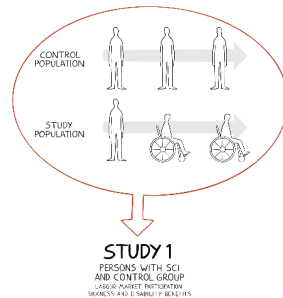 CONTROL
POPULATION
STUDY
POPULATION
STUDY 1
PERSONS WITH SCI
AND CONTROL GROUP
LABOUR MARKET PARTICIPATION
SICKNESS AND DISABILITY BENEFITS